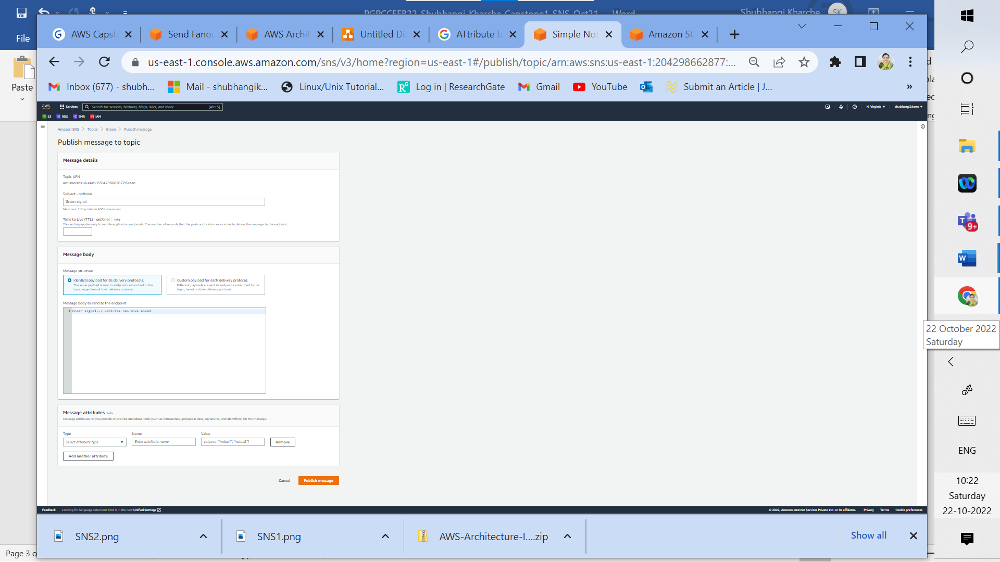 PGPCCFEB22_Shubhangi_Kharche_Capstone1_SNS_Oct21 - Word
Shubhangi Kharche
SK
File
Paste
AWS Capst
Send Fanou
AWS Archit
Untitled Di
ATtribute b
Simple Not
Amazon SQ
us-east-1.console.aws.amazon.com/sns/v3/home?region=us-east-1#/publish/topic/arn:aws:sns:us-east-1:204298662877:...
Inbox (677) - shubh...
Mail - shubhangik...
Linux/Unix Tutorial...
Log in | ResearchGate
Gmail
YouTube
Submit an Article | J...
»
aws
Services
Search for services, features, blogs, docs, and more
[Alt+S]
N. Virginia
shubhangi24aws
S3
RDS
EMR
IAM
Amazon SNS
Topics
Green
Publish message
Publish message to topic
Message details
Topic ARN
arn:aws:sns:us-east-1:204298662877:Green
Subject - optional
Green-signal
Maximum 100 printable ASCII characters
Time to Live (TTL) - optional
Info
This setting applies only to mobile application endpoints. The number of seconds that the push notification service has to deliver the message to the endpoint.
Message body
Message structure
Identical payload for all delivery protocols.
The same payload is sent to endpoints subscribed to the
topic, regardless of their delivery protocol.
Custom payload for each delivery protocol.
Different payloads are sent to endpoints subscribed to the
topic, based on their delivery protocol.
Message body to send to the endpoint
1 Green signal--> vehicles can move ahead
Message attributes Info
Message attributes let you provide structured metadata items (such as timestamps, geospatial data, signatures, and identifiers) for the message.
Type
Name
Value
Select attribute type
Enter attribute name
value or ["value1", "value2"]
Remove
Add another attribute
Cancel
Publish message
Feedback
Looking for language selection? Find it in the new Unified Settings
© 2022, Amazon Internet Services Private Ltd. or its affiliates.
Privacy
Terms
Cookie preferences
SNS2.png
SNS1.png
AWS-Architecture-I....zip
Show all
Page 3 o
9+
22 October 2022
Saturday
ENG
10:22
Saturday
22-10-2022